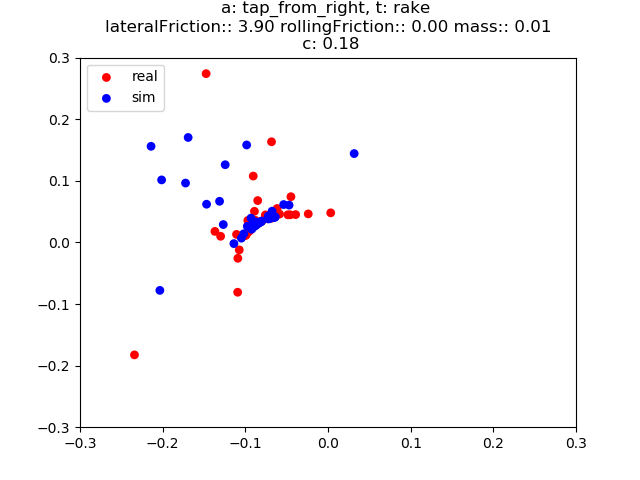 a: tap_from_right, t: rake
lateralFriction:: 3.90 rollingFriction:: 0.00 mass:: 0.01
c: 0.18
real
sim
0.3
0.2
0.1
0.0
−0.1
−0.2
−0.3
−0.3 −0.2 −0.1 0.0 0.1 0.2 0.3